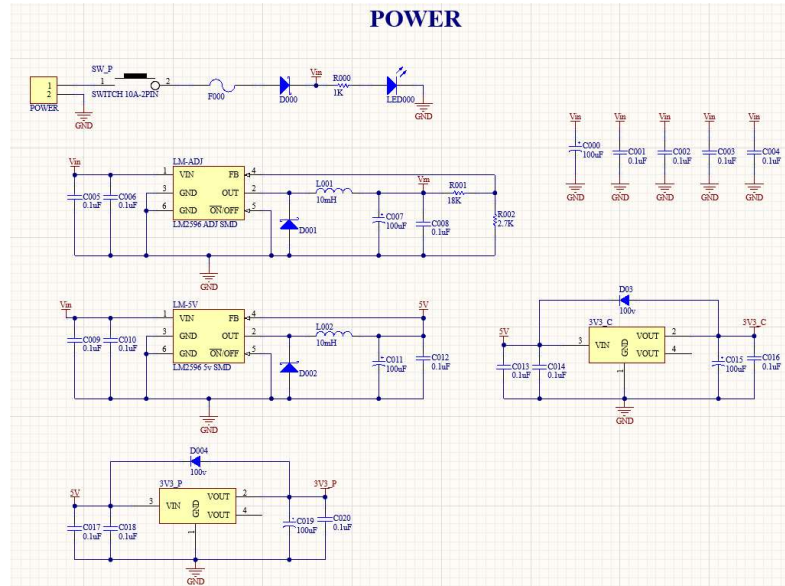 POWER
SW_P
1
2
SWITCH 10A-2PIN
1
2
POWER
GND
F000
D000
Vin
R000
1K
LED000
GND
Vin
Vin
Vin
Vin
Vin
C000
100uF
C001
0.1uF
C002
0.1uF
C003
0.1uF
C004
0.1uF
GND
GND
GND
GND
GND
Vin
C005
0.1uF
C006
0.1uF
LM-ADJ
1 VIN FB 4
3 GND OUT 2
6 GND ON/OFF 5
LM2596 ADJ SMD
L001
10mH
D001
C007
100uF
Vm
C008
0.1uF
R001
18K
R002
2.7K
GND
Vin
C009
0.1uF
C010
0.1uF
LM-5V
1 VIN FB 4
3 GND OUT 2
6 GND ON/OFF 5
LM2596 5v SMD
L002
10mH
D002
C011
100uF
5V
C012
0.1uF
GND
D03
100v
5V
C013
0.1uF
C014
0.1uF
3V3_C
3 VIN GND VOUT 2
VOUT 4
1
3V3_C
C015
100uF
C016
0.1uF
GND
D004
100v
5V
C017
0.1uF
C018
0.1uF
3V3_P
3 VIN GND VOUT 2
VOUT 4
1
3V3_P
C019
100uF
C020
0.1uF
GND